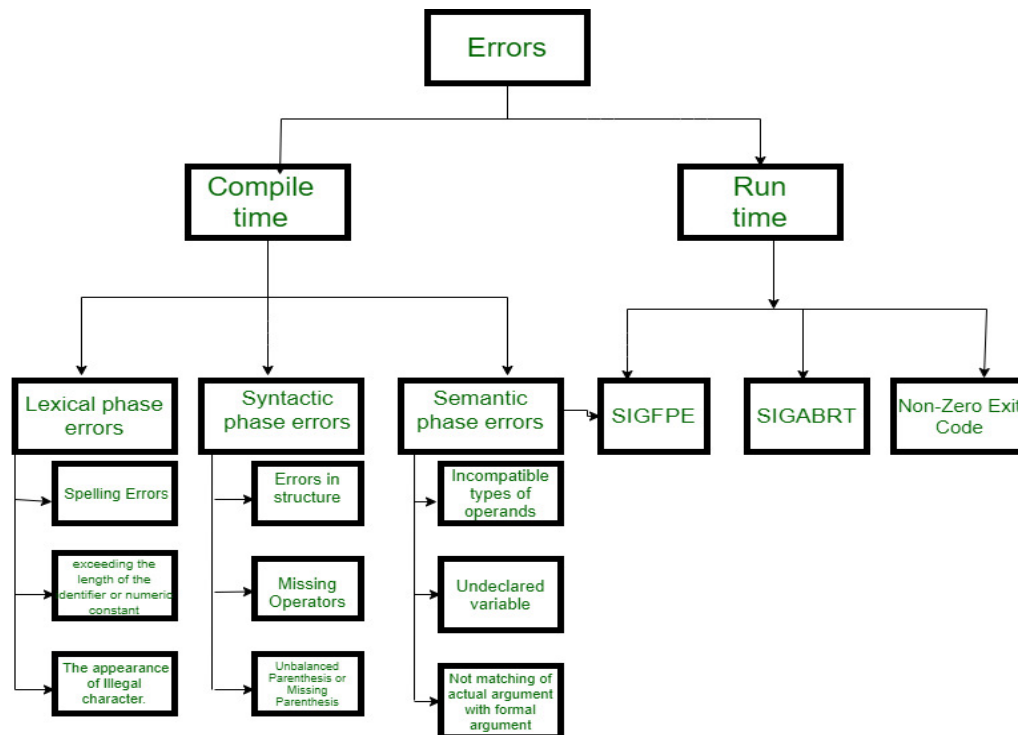 Errors
Compile
time
Run
time
Lexical phase
errors
Syntactic
phase errors
Semantic
phase errors
SIGFPE
SIGABRT
Non-Zero Exit
Code
Spelling Errors
exceeding the
length of the
dentifier or numeric
constant
The appearance
of Illegal
character.
Errors in
structure
Missing
Operators
Unbalanced
Parenthesis or
Missing
Parenthesis
Incompatible
types of
operands
Undeclared
variable
Not matching of
actual argument
with formal
argument